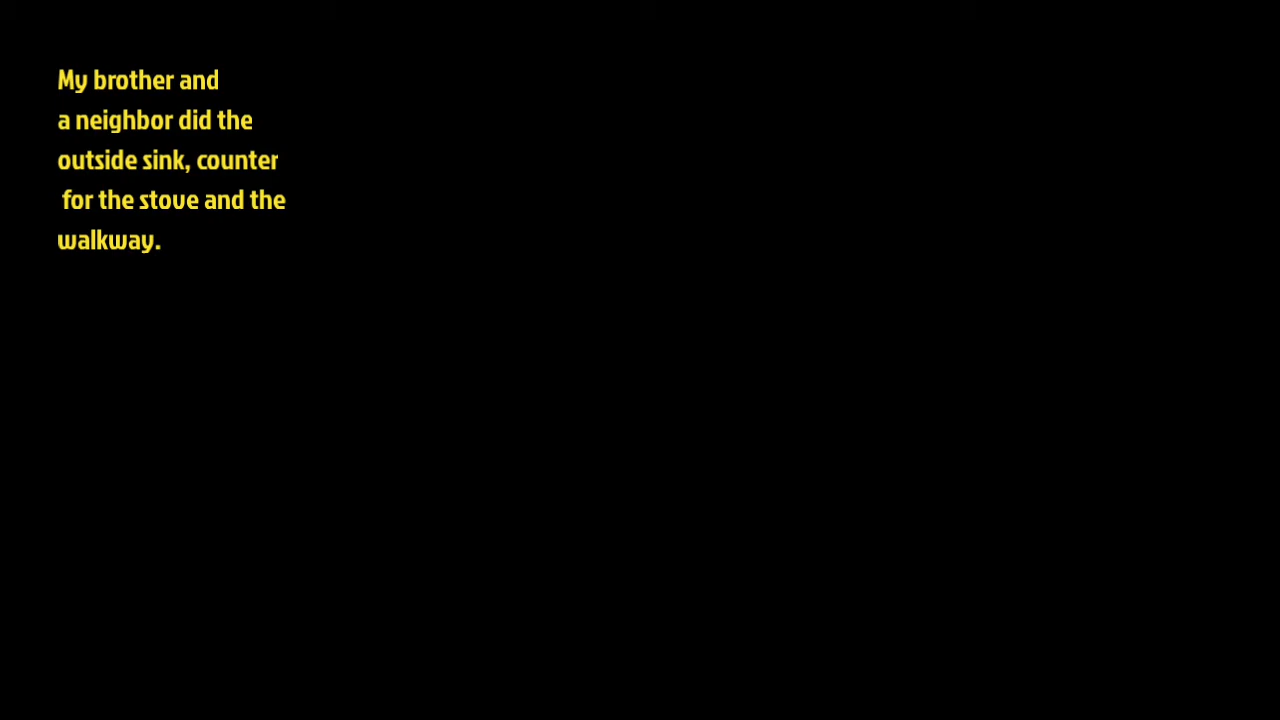 My brother and
a neighbor did the
outside sink, counter
for the stove and the
walkway.